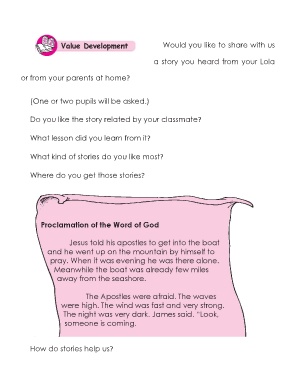 Value Development
Would you like to share with us
a story you heard from your Lola
or from your parents at home?
(One or two pupils will be asked.)
Do you like the story related by your classmate?
What lesson did you learn from it?
What kind of stories do you like most?
Where do you get those stories?
Proclamation of the Word of God
Jesus told his apostles to get into the boat
and he went up on the mountain by himself to
pray. When it was evening he was there alone.
Meanwhile the boat was already few miles
away from the seashore.
The Apostles were afraid. The waves
were high. The wind was fast and very strong.
The night was very dark. James said, "Look,
someone is coming.
How do stories help us?